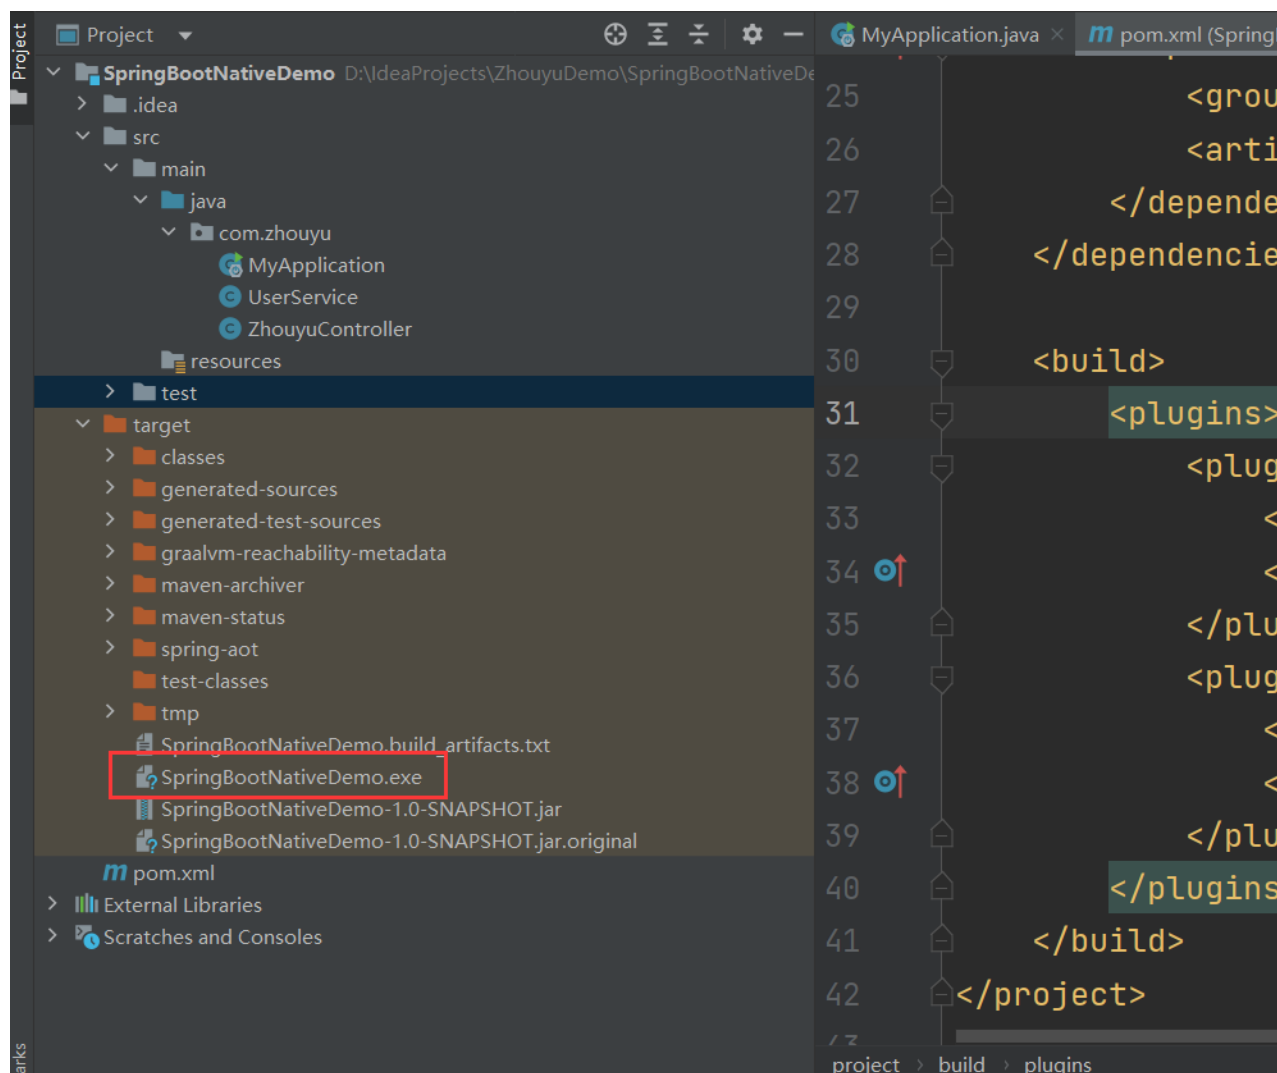 Project
Project
SpringBootNativeDemo D:\IdeaProjects\ZhouyuDemo\SpringBootNativeDe
.idea
src
main
java
com.zhouyu
MyApplication
UserService
ZhouyuController
resources
test
target
classes
generated-sources
generated-test-sources
graalvm-reachability-metadata
maven-archiver
maven-status
spring-aot
test-classes
tmp
SpringBootNativeDemo.build_artifacts.txt
SpringBootNativeDemo.exe
SpringBootNativeDemo-1.0-SNAPSHOT.jar
SpringBootNativeDemo-1.0-SNAPSHOT.jar.original
pom.xml
External Libraries
Scratches and Consoles
arks
MyApplication.java pom.xml (Spring
25 <grou
26 <arti
27 </depende
28 </dependencie
29
30 <build>
31 <plugins>
32 <plug
33 <
34 <
35 </plu
36 <plug
37 <
38 <
39 </plu
40 </plugins
41 </build>
42 </project>
43
project > build > plugins